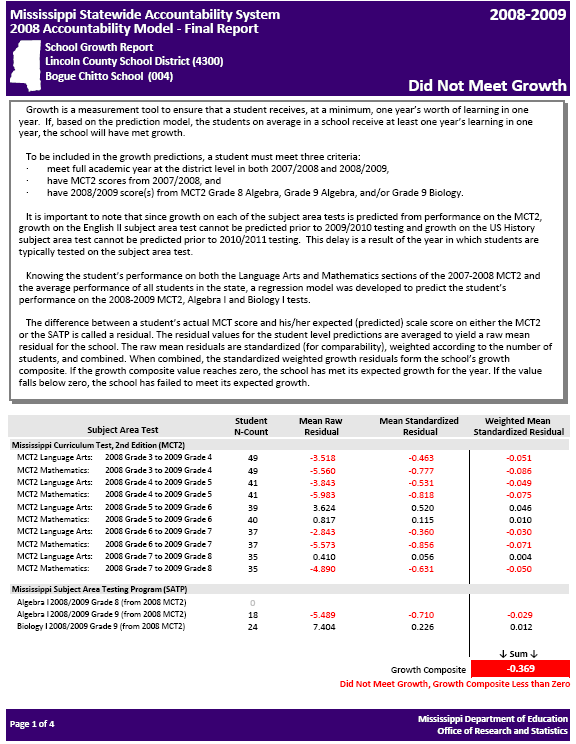 Mississippi Statewide Accountability System
2008-2009
2008 Accountability Model - Final Report
School Growth Report
Lincoln County School District (4300)
Bogue Chitto School (004)
Did Not Meet Growth
Growth is a measurement tool to ensure that a student receives, at a minimum, one year's worth of learning in one
year. If, based on the prediction model, the students on average in a school receive at least one year's learning in one
year, the school will have met growth.
To be included in the growth predictions, a student must meet three criteria:
· meet full academic year at the district level in both 2007/2008 and 2008/2009,
· have MCT2 scores from 2007/2008, and
· have 2008/2009 score(s) from MCT2 Grade 8 Algebra, Grade 9 Algebra, and/or Grade 9 Biology.
It is important to note that since growth on each of the subject area tests is predicted from performance on the MCT2,
growth on the English II subject area test cannot be predicted prior to 2009/2010 testing and growth on the US History
subject area test cannot be predicted prior to 2010/2011 testing. This delay is a result of the year in which students are
typically tested on the subject area test.
Knowing the student's performance on both the Language Arts and Mathematics sections of the 2007-2008 MCT2 and
the average performance of all students in the state, a regression model was developed to predict the student's
performance on the 2008-2009 MCT2, Algebra I and Biology I tests.
The difference between a student's actual MCT score and his/her expected (predicted) scale score on either the MCT2
or the SATP is called a residual. The residual values for the student level predictions are averaged to yield a raw mean
residual for the school. The raw mean residuals are standardized (for comparability), weighted according to the number of
students, and combined. When combined, the standardized weighted growth residuals form the school's growth
composite. If the growth composite value reaches zero, the school has met its expected growth for the year. If the value
falls below zero, the school has failed to meet its expected growth.
Subject Area Test Student N-Count Mean Raw Residual Mean Standardized Residual Weighted Mean Standardized Residual
Mississippi Curriculum Test, 2nd Edition (MCT2)
MCT2 Language Arts: 2008 Grade 3 to 2009 Grade 4 49 -3.518 -0.463 -0.051
MCT2 Mathematics: 2008 Grade 3 to 2009 Grade 4 49 -5.560 -0.777 -0.086
MCT2 Language Arts: 2008 Grade 4 to 2009 Grade 5 41 -3.843 -0.531 -0.049
MCT2 Mathematics: 2008 Grade 4 to 2009 Grade 5 41 -5.983 -0.818 -0.075
MCT2 Language Arts: 2008 Grade 5 to 2009 Grade 6 39 3.624 0.520 0.046
MCT2 Mathematics: 2008 Grade 5 to 2009 Grade 6 40 0.817 0.115 0.010
MCT2 Language Arts: 2008 Grade 6 to 2009 Grade 7 37 -2.843 -0.360 -0.030
MCT2 Mathematics: 2008 Grade 6 to 2009 Grade 7 37 -5.573 -0.856 -0.071
MCT2 Language Arts: 2008 Grade 7 to 2009 Grade 8 35 0.410 0.056 0.004
MCT2 Mathematics: 2008 Grade 7 to 2009 Grade 8 35 -4.890 -0.631 -0.050
Mississippi Subject Area Testing Program (SATP)
Algebra I 2008/2009 Grade 8 (from 2008 MCT2) 0
Algebra I 2008/2009 Grade 9 (from 2008 MCT2) 18 -5.489 -0.710 -0.029
Biology I 2008/2009 Grade 9 (from 2008 MCT2) 24 7.404 0.226 0.012
↓ Sum ↓
Growth Composite -0.369
Did Not Meet Growth, Growth Composite Less than Zero
Page 1 of 4
Mississippi Department of Education
Office of Research and Statistics